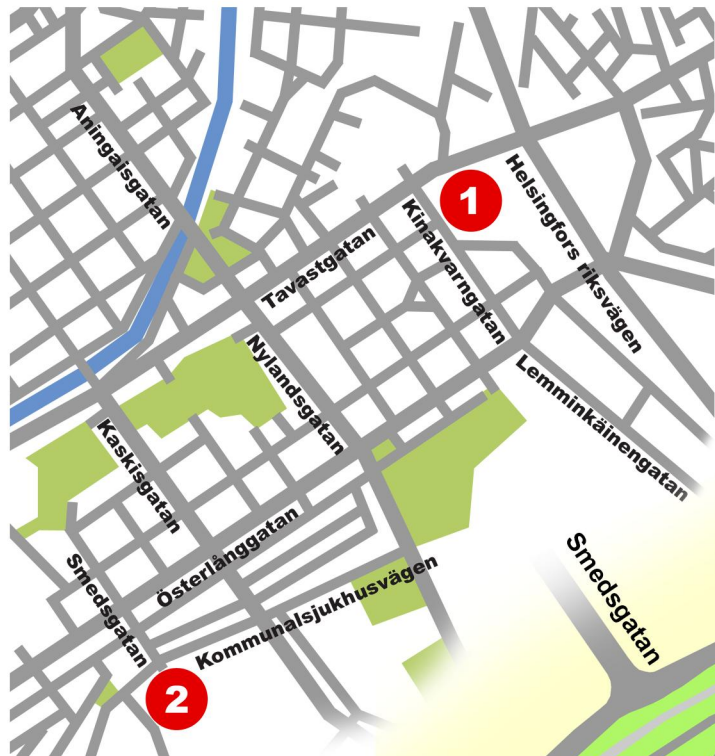 Aningaisgatan
1
Helsingfors riksvägen
Kinakvarngatan
Tavastgatan
Nylandsgatan
Lemminkäinengatan
Kaskisgatan
Österlånggatan
Smedsgatan
Kommunalsjukhusvägen
Smedsgatan
2